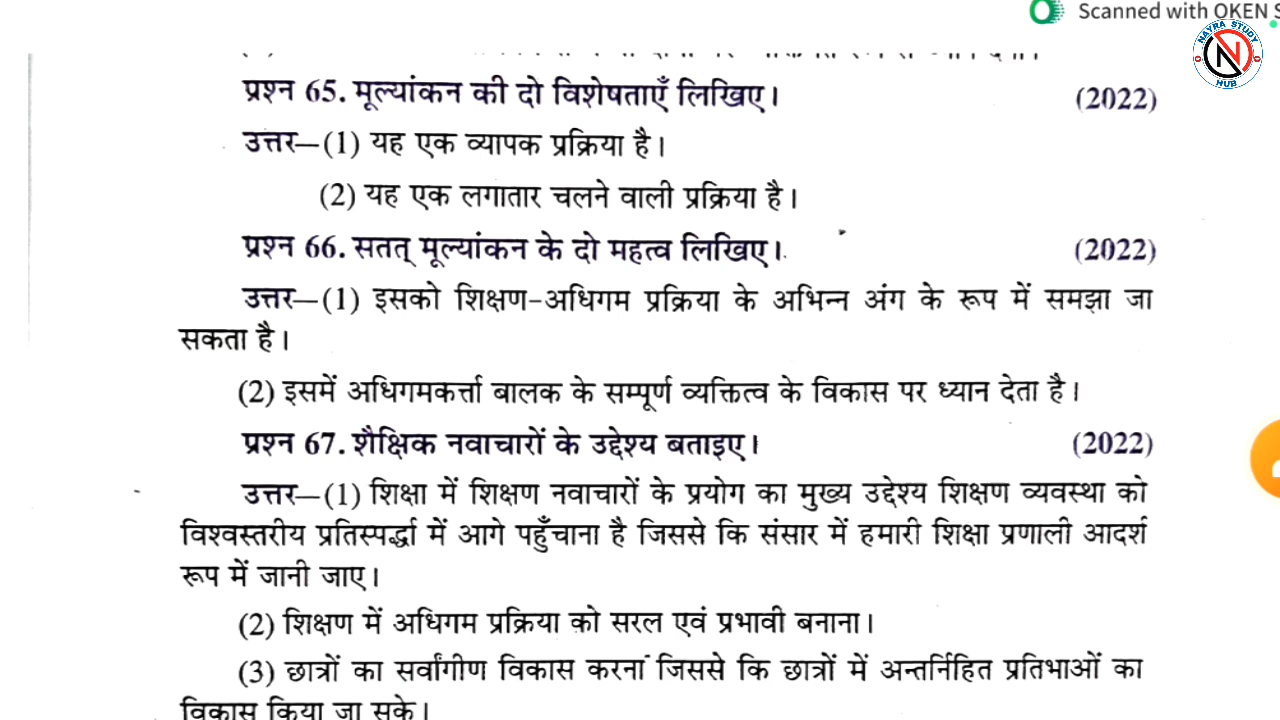 Scanned with OKEN S
NAYRA STUDY
N
HUB
प्रश्न 65. मूल्यांकन की दो विशेषताएँ लिखिए। (2022)
उत्तर—(1) यह एक व्यापक प्रक्रिया है।
(2) यह एक लगातार चलने वाली प्रक्रिया है।
प्रश्न 66. सतत् मूल्यांकन के दो महत्व लिखिए। (2022)
उत्तर—(1) इसको शिक्षण-अधिगम प्रक्रिया के अभिन्न अंग के रूप में समझा जा
सकता है।
(2) इसमें अधिगमकर्त्ता बालक के सम्पूर्ण व्यक्तित्व के विकास पर ध्यान देता है।
प्रश्न 67. शैक्षिक नवाचारों के उद्देश्य बताइए। (2022)
उत्तर—(1) शिक्षा में शिक्षण नवाचारों के प्रयोग का मुख्य उद्देश्य शिक्षण व्यवस्था को
विश्वस्तरीय प्रतिस्पर्द्धा में आगे पहुँचाना है जिससे कि संसार में हमारी शिक्षा प्रणाली आदर्श
रूप में जानी जाए।
(2) शिक्षण में अधिगम प्रक्रिया को सरल एवं प्रभावी बनाना।
(3) छात्रों का सर्वांगीण विकास करना जिससे कि छात्रों में अन्तर्निहित प्रतिभाओं का
विकास किया जा सके।